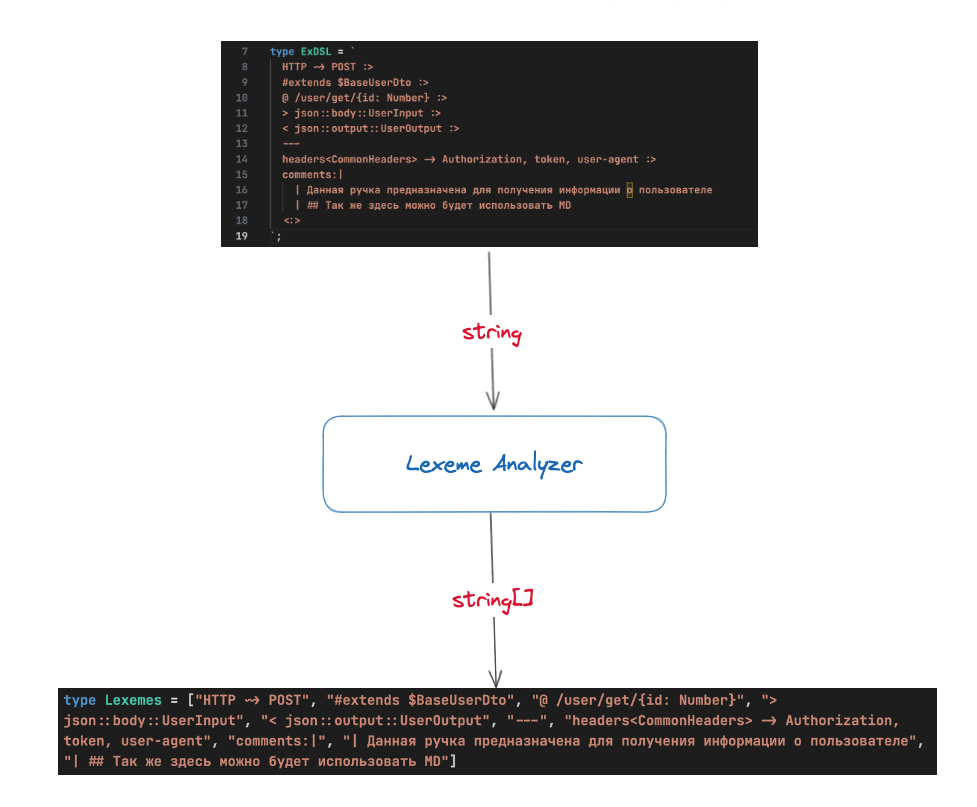 7 type ExDSL = `
8 HTTP ~> POST :>
9 #extends $BaseUserDto :>
10 @ /user/get/{id: Number} :>
11 > json::body::UserInput :>
12 < json::output::UserOutput :>
13 ---
14 headers<CommonHeaders> -> Authorization, token, user-agent :>
15 comments:|
16 | Данная ручка предназначена для получения информации о пользователе
17 | ## Так же здесь можно будет использовать MD
18 <:>
19 `;
string
Lexeme Analyzer
string[]
type Lexemes = ["HTTP ~> POST", "#extends $BaseUserDto", "@ /user/get/{id: Number}", ">
json::body::UserInput", "< json::output::UserOutput", "---", "headers<CommonHeaders> -> Authorization,
token, user-agent", "comments:|", "| Данная ручка предназначена для получения информации о пользователе",
"| ## Так же здесь можно будет использовать MD"]